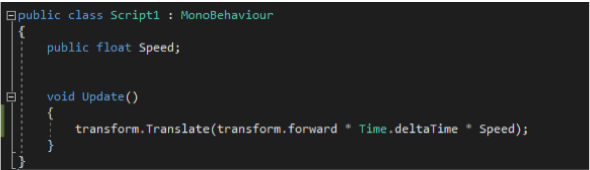 public class Script1 : MonoBehaviour
{
public float Speed;
void Update()
{
transform.Translate(transform.forward * Time.deltaTime * Speed);
}
}